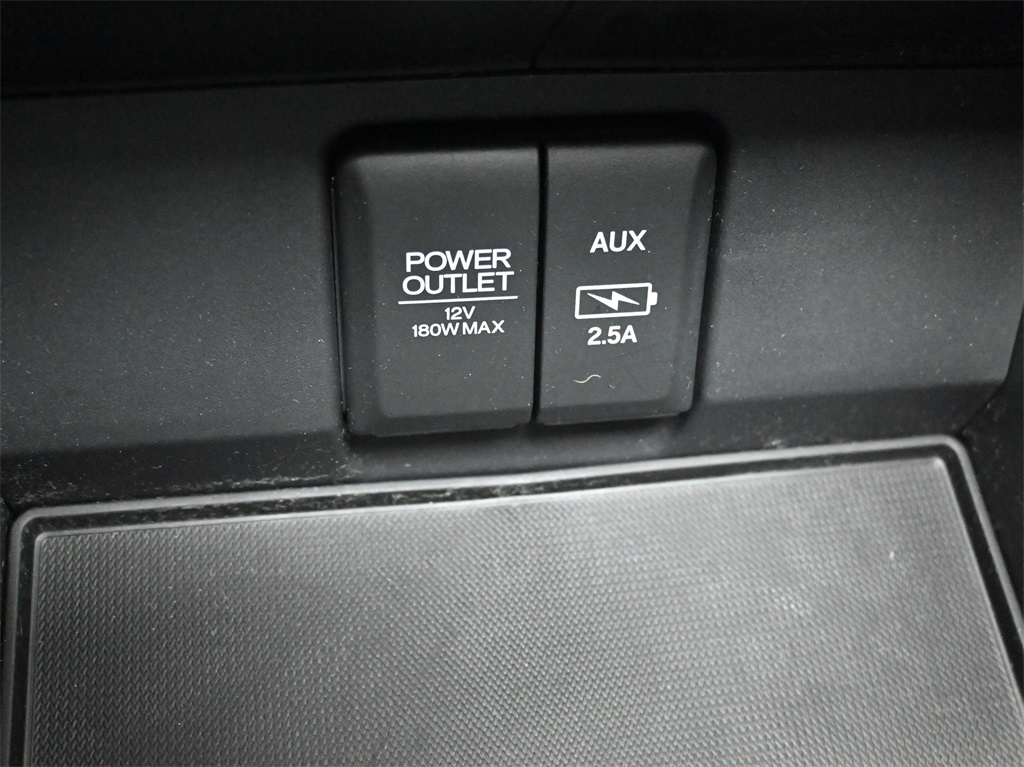 POWER
OUTLET
12V
180W MAX
AUX
2.5A